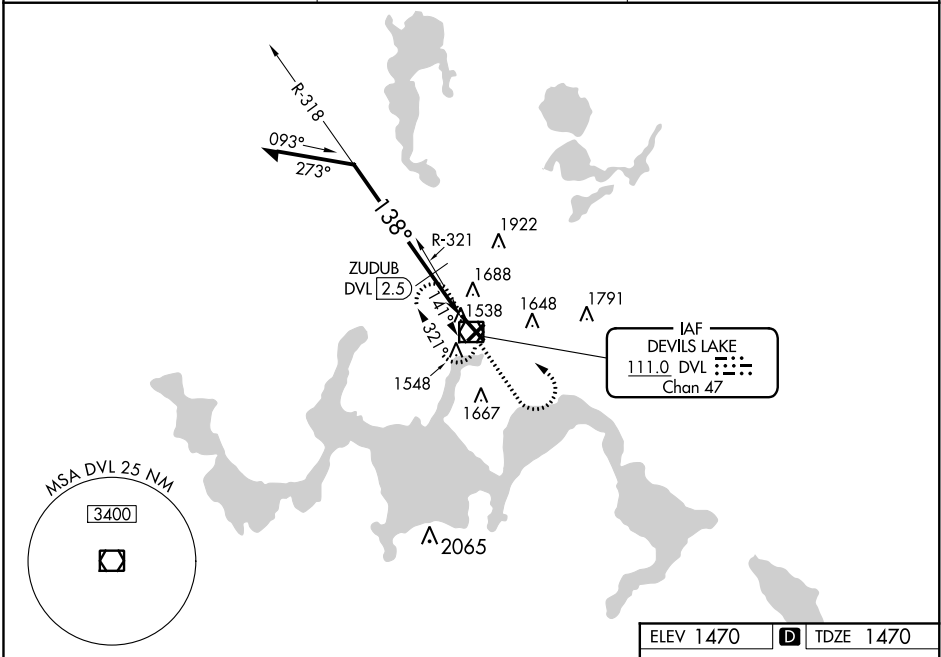 R-318
093°
273°
138°
R-321
1922
ZUDUB
DVL 2.5
1688
141°
1538
1648
1791
321°
IAF
DEVILS LAKE
111.0 DVL
Chan 47
1548
1667
MSA DVL 25 NM
3400
2065
ELEV 1470 D TDZE 1470